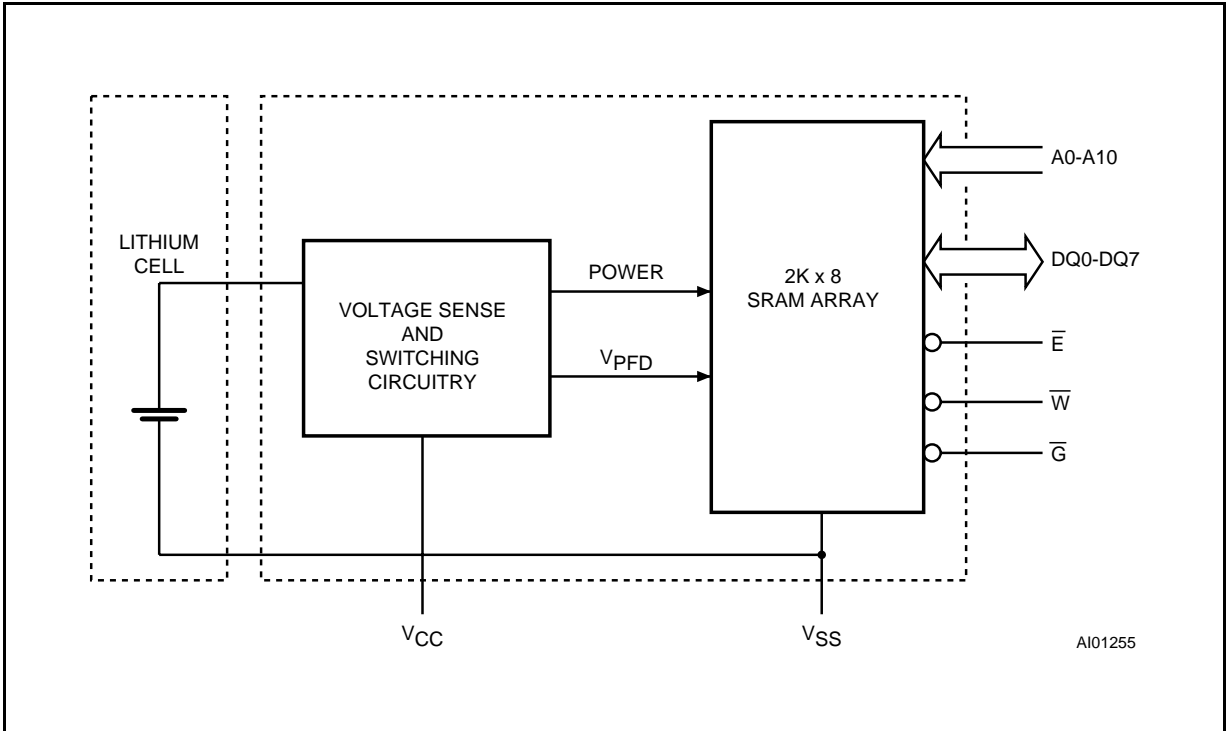 LITHIUM
CELL
VOLTAGE SENSE
AND
SWITCHING
CIRCUITRY
POWER
VPFD
2K x 8
SRAM ARRAY
A0-A10
DQ0-DQ7
E̅
W̅
G̅
VCC
VSS
AI01255